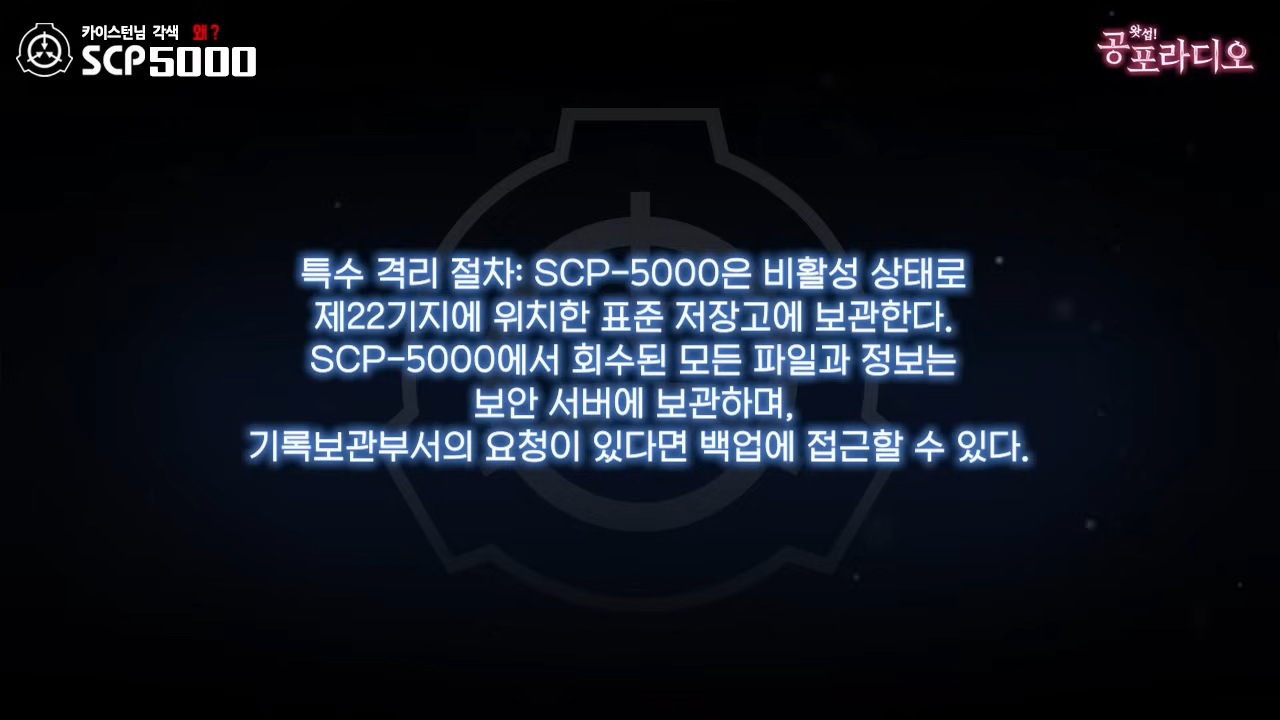 카이스턴님 각색 왜?
SCP 5000
왓섭!
공포라디오
특수 격리 절차: SCP-5000은 비활성 상태로
제22기지에 위치한 표준 저장고에 보관한다.
SCP-5000에서 회수된 모든 파일과 정보는
보안 서버에 보관하며,
기록보관부서의 요청이 있다면 백업에 접근할 수 있다.